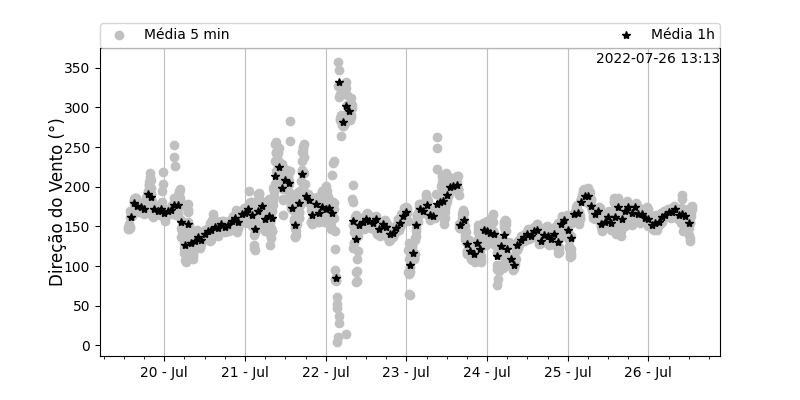 Média 5 min
Média 1h
2022-07-26 13:13
Direção do Vento (°)
350
300
250
200
150
100
50
0
20 - Jul
21 - Jul
22 - Jul
23 - Jul
24 - Jul
25 - Jul
26 - Jul